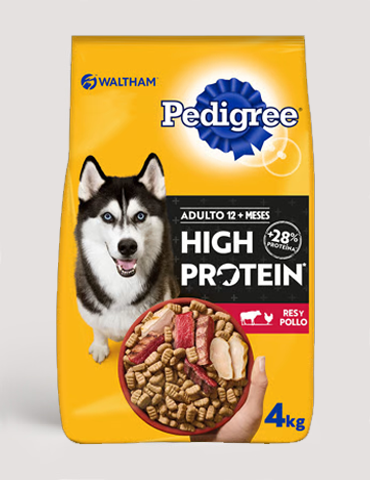 WALTHAM
Pedigree®
ADULTO 12 + MESES
HIGH
PROTEIN
+28%
PROTEÍNA
RES Y
POLLO
4kg